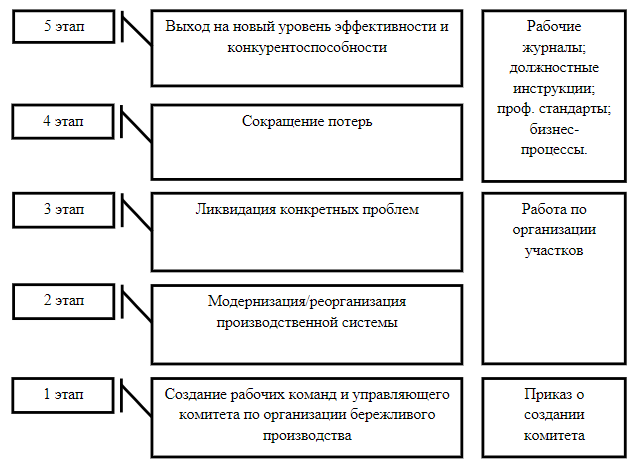 5 этап
Выход на новый уровень эффективности и
конкурентоспособности
Рабочие
журналы;
должностные
инструкции;
проф. стандарты;
бизнес-
процессы.
4 этап
Сокращение потерь
3 этап
Ликвидация конкретных проблем
Работа по
организации
участков
2 этап
Модернизация/реорганизация
производственной системы
1 этап
Создание рабочих команд и управляющего
комитета по организации бережливого
производства
Приказ о
создании
комитета